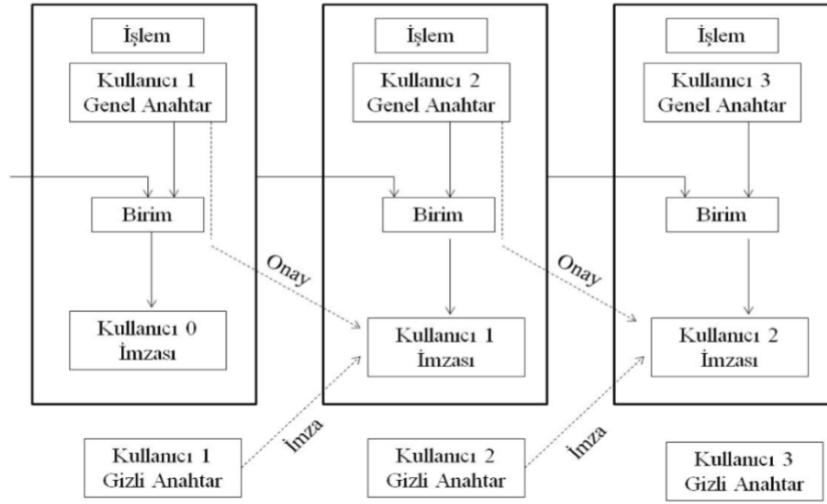 İşlem
Kullanıcı 1
Genel Anahtar
Birim
Kullanıcı 0
İmzası
İşlem
Kullanıcı 2
Genel Anahtar
Birim
Onay
Kullanıcı 1
İmzası
İşlem
Kullanıcı 3
Genel Anahtar
Birim
Onay
Kullanıcı 2
İmzası
Kullanıcı 1
Gizli Anahtar
İmza
Kullanıcı 2
Gizli Anahtar
İmza
Kullanıcı 3
Gizli Anahtar